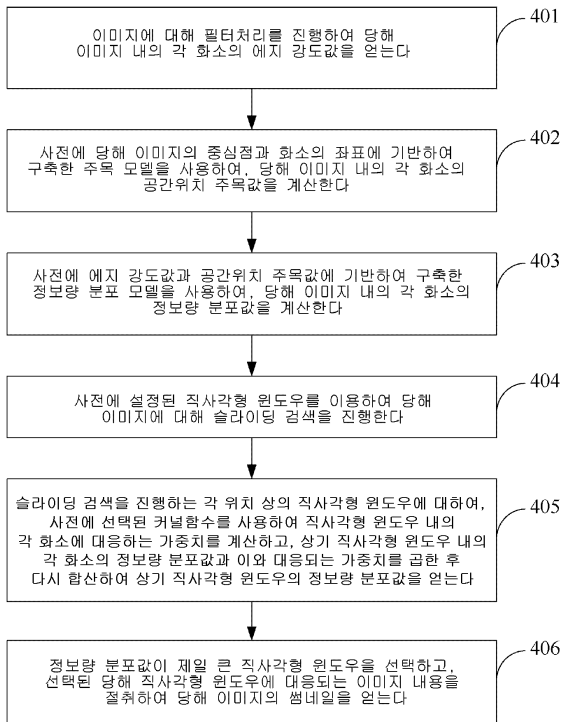 이미지에 대해 필터처리를 진행하여 당해
이미지 내의 각 화소의 에지 강도값을 얻는다
401
사전에 당해 이미지의 중심점과 화소의 좌표에 기반하여
구축한 주목 모델을 사용하여, 당해 이미지 내의 각 화소의
공간위치 주목값을 계산한다
402
사전에 에지 강도값과 공간위치 주목값에 기반하여 구축한
정보량 분포 모델을 사용하여, 당해 이미지 내의 각 화소의
정보량 분포값을 계산한다
403
사전에 설정된 직사각형 윈도우를 이용하여 당해
이미지에 대해 슬라이딩 검색을 진행한다
404
슬라이딩 검색을 진행하는 각 위치 상의 직사각형 윈도우에 대하여,
사전에 선택된 커널함수를 사용하여 직사각형 윈도우 내의
각 화소에 대응하는 가중치를 계산하고, 상기 직사각형 윈도우 내의
각 화소의 정보량 분포값과 이와 대응되는 가중치를 곱한 후
다시 합산하여 상기 직사각형 윈도우의 정보량 분포값을 얻는다
405
정보량 분포값이 제일 큰 직사각형 윈도우을 선택하고,
선택된 당해 직사각형 윈도우에 대응되는 이미지 내용을
절취하여 당해 이미지의 썸네일을 얻는다
406